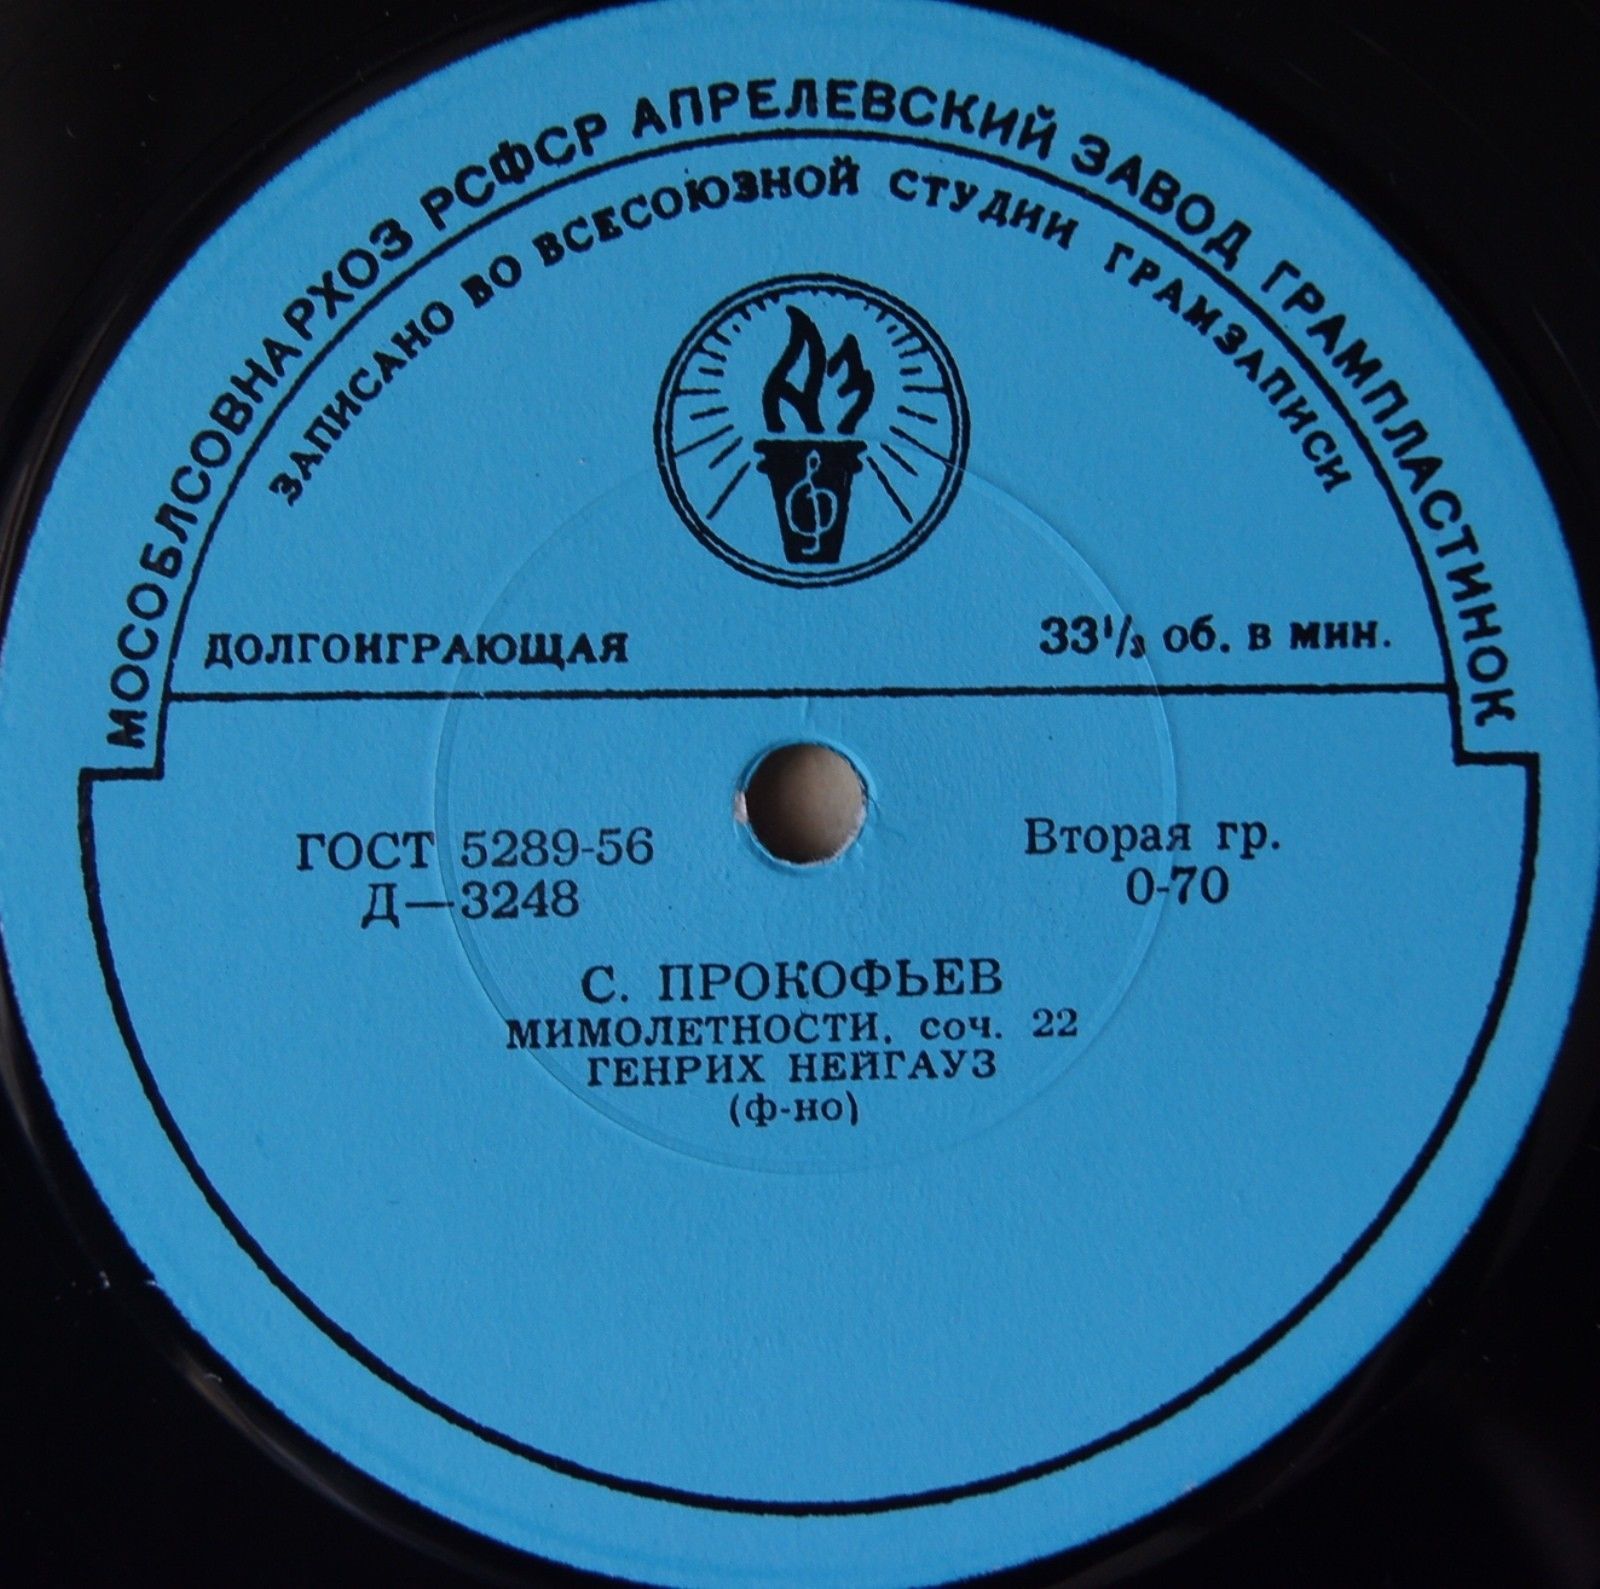 МОСОБЛСОВНАРХОЗ РСФСР АПРЕЛЕВСКИЙ ЗАВОД ГРАМПЛАСТИНОК
ЗАПИСАНО ВО ВСЕСОЮЗНОЙ СТУДИИ ГРАМЗАПИСИ
АЗ
ДОЛГОИГРАЮЩАЯ 33⅓ об. в мин.
ГОСТ 5289-56 Вторая гр.
Д—3248 0-70
С. ПРОКОФЬЕВ
МИМОЛЕТНОСТИ. соч. 22
ГЕНРИХ НЕЙГАУЗ
(ф-но)